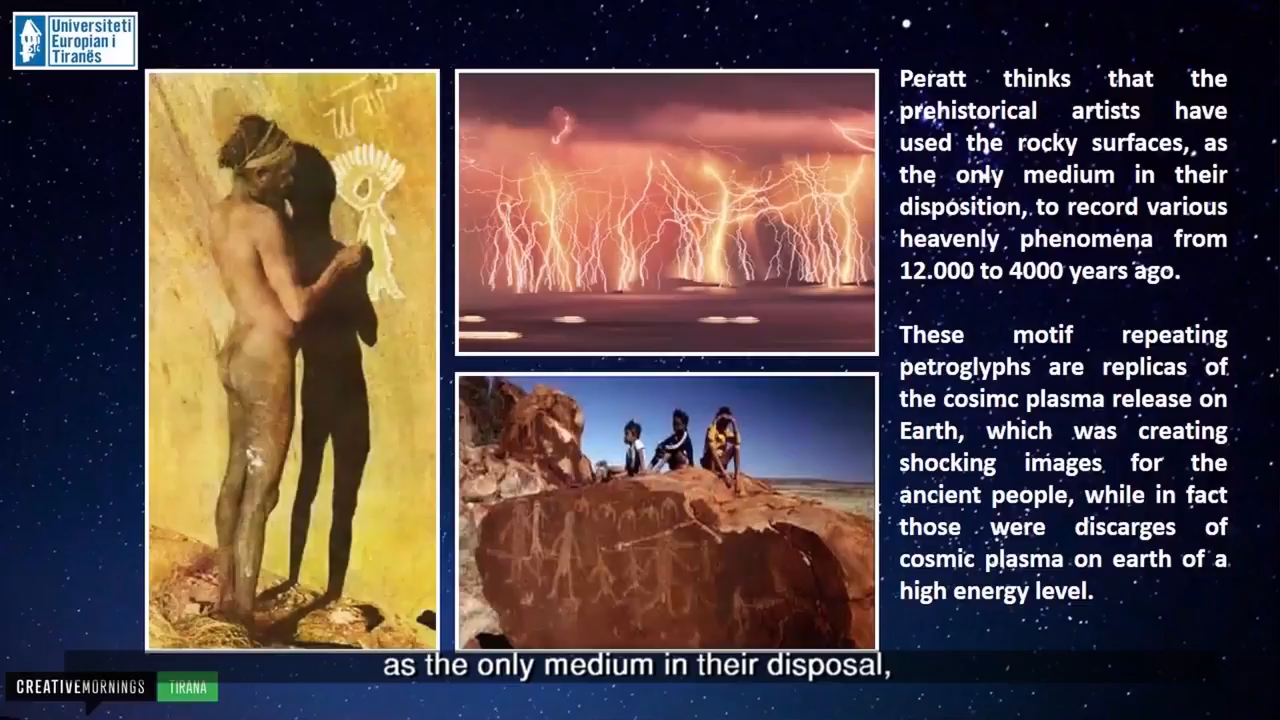 Universiteti
Europian i
Tiranës
Peratt thinks that the
prehistorical artists have
used the rocky surfaces, as
the only medium in their
disposition, to record various
heavenly phenomena from
12.000 to 4000 years ago.
These motif repeating
petroglyphs are replicas of
the cosimc plasma release on
Earth, which was creating
shocking images for the
ancient people, while in fact
those were discarges of
cosmic plasma on earth of a
high energy level.
as the only medium in their disposal,
CREATIVEMORNINGS TIRANA